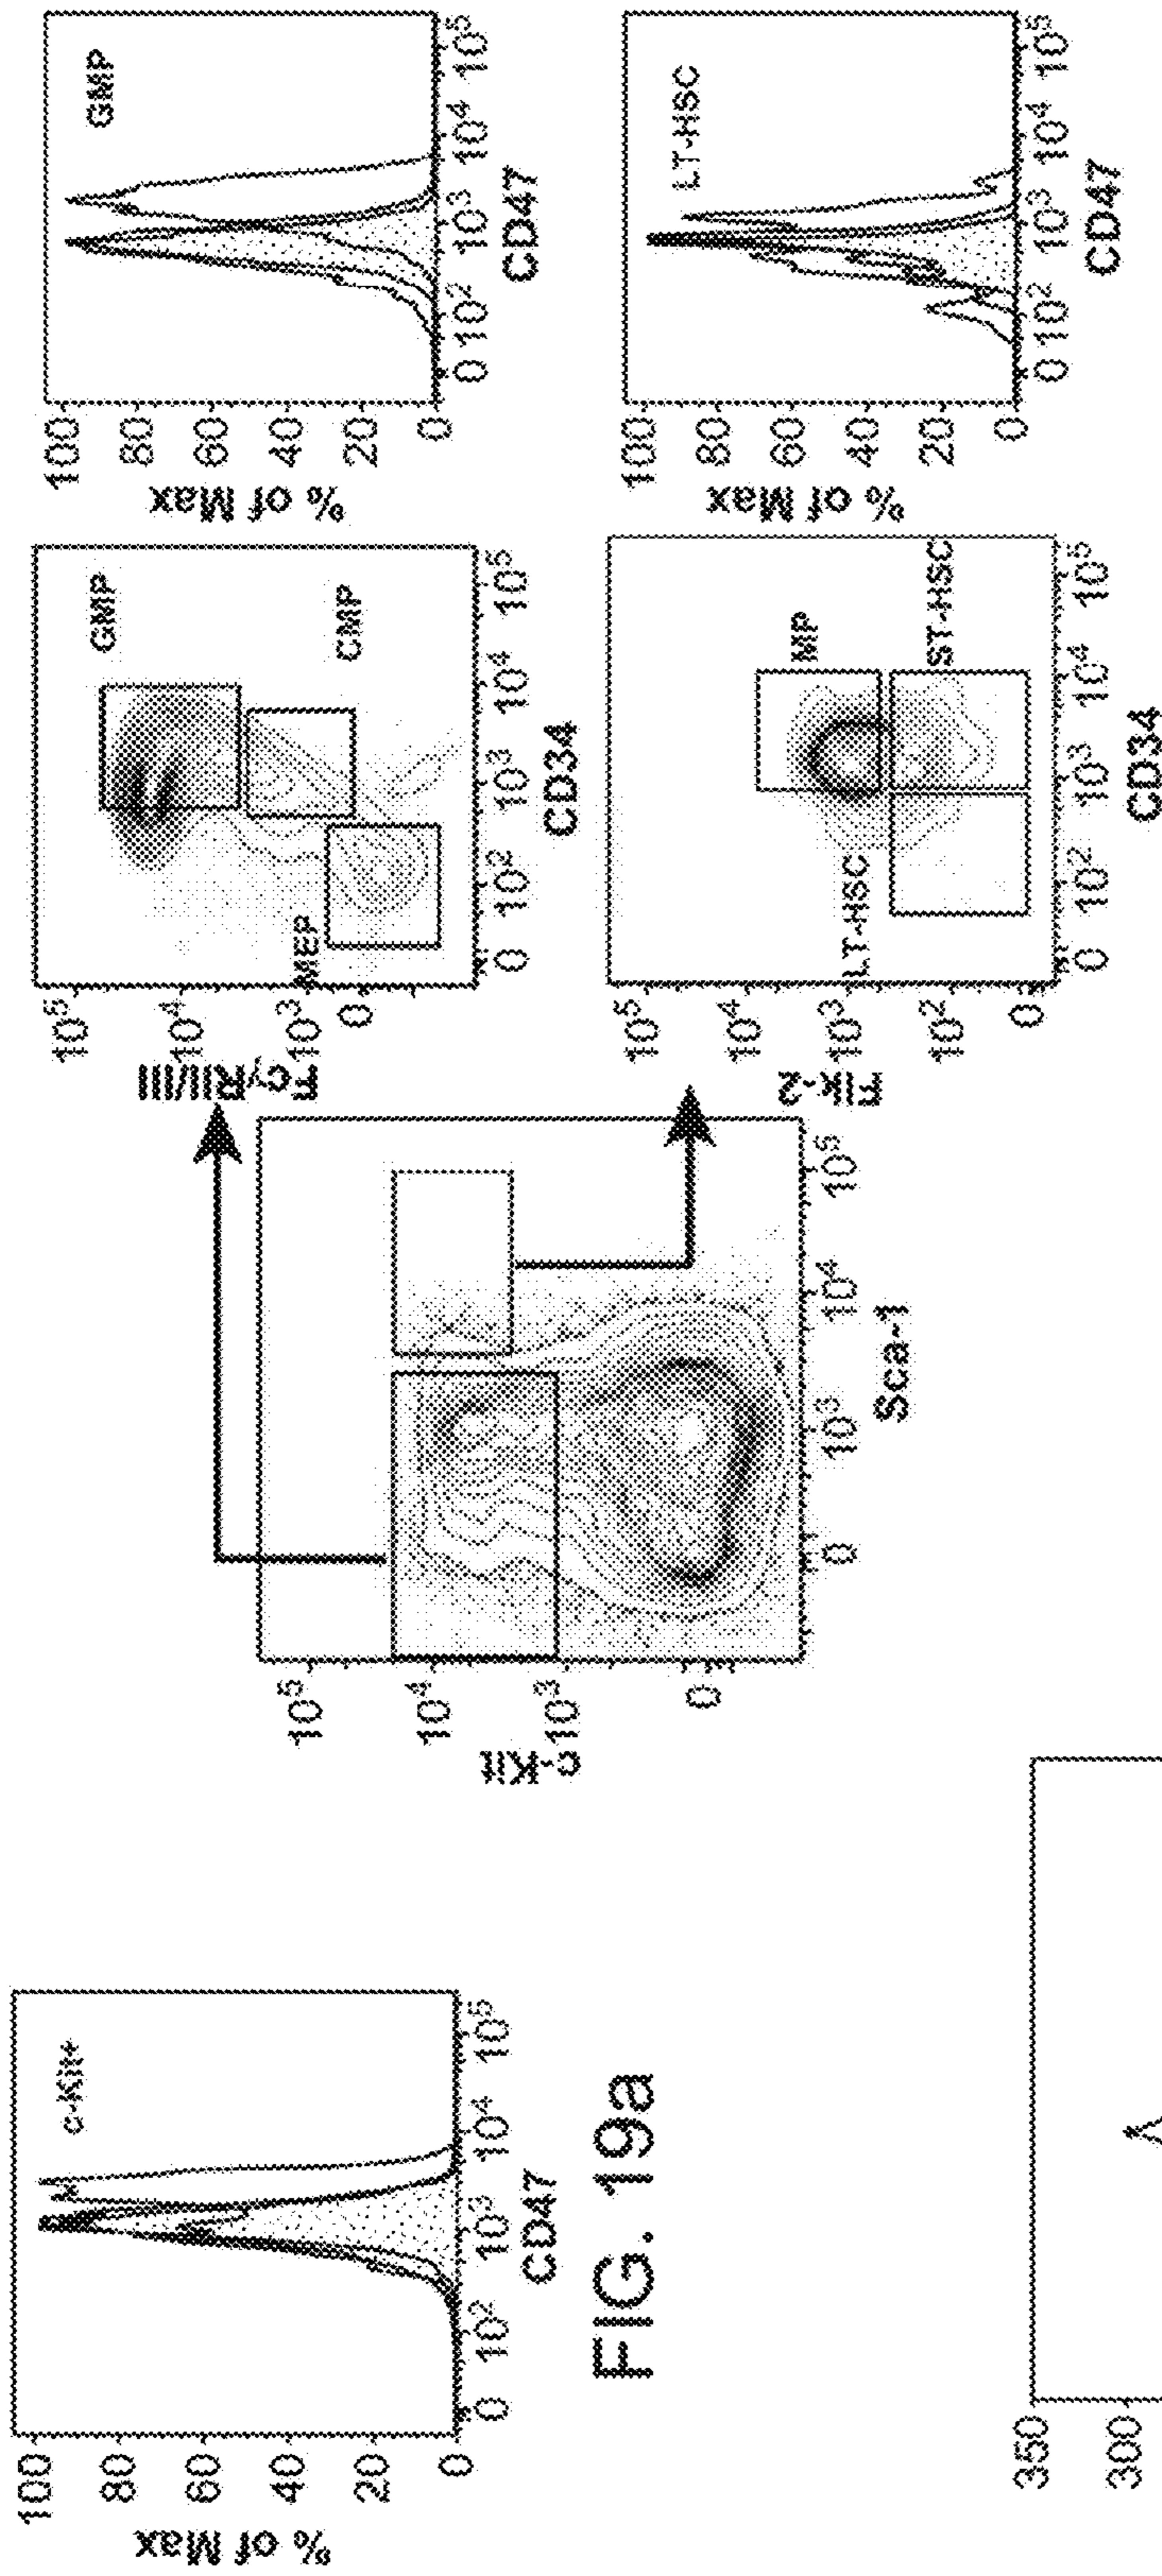 % of Max
100
80
60
40
20
0
c-Kit+
0 10² 10³ 10⁴ 10⁵
CD47
FIG. 19a
c-Kit
10⁵
10⁴
10³
0
0 10³ 10⁴ 10⁵
Sca-1
FcγRII/III
10⁵
10⁴
10³
0
GMP
CMP
MEP
0 10² 10³ 10⁴ 10⁵
CD34
% of Max
100
80
60
40
20
0
GMP
0 10² 10³ 10⁴ 10⁵
CD47
Flk-2
10⁵
10⁴
10³
10²
0
MP
LT-HSC
ST-HSC
0 10² 10³ 10⁴ 10⁵
CD34
% of Max
100
80
60
40
20
0
LT-HSC
0 10² 10³ 10⁴ 10⁵
CD47
350
300